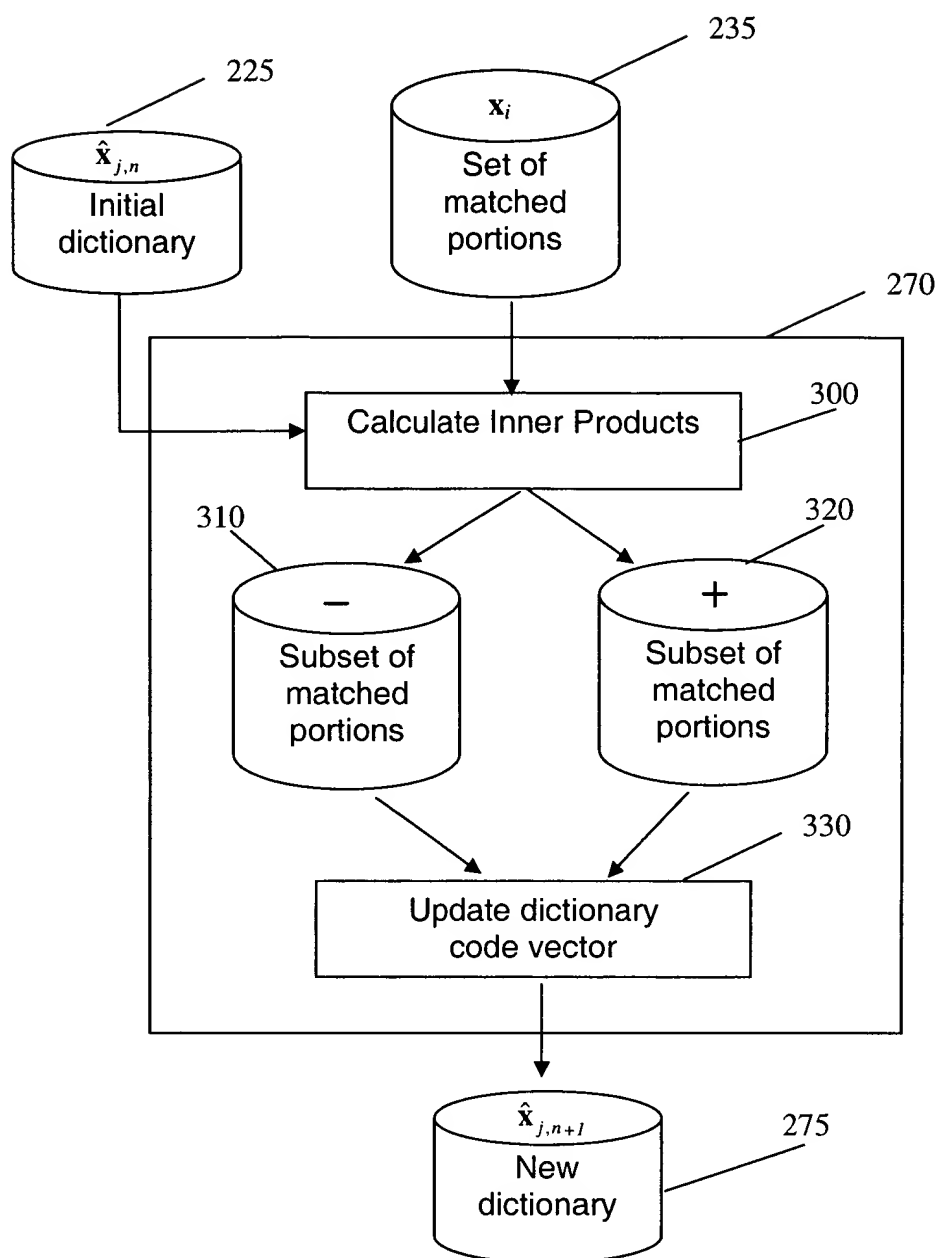 235
225
x_i
x̂_{j,n}
Set of
matched
portions
Initial
dictionary
270
Calculate Inner Products
300
310
320
−
+
Subset of
matched
portions
Subset of
matched
portions
330
Update dictionary
code vector
x̂_{j,n+1}
275
New
dictionary